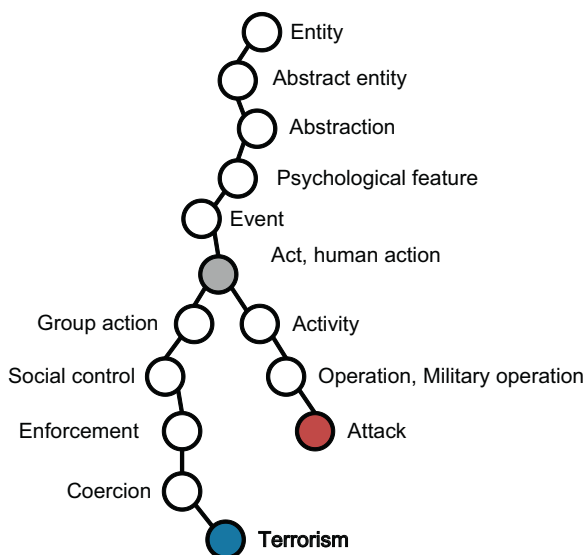 Entity
Abstract entity
Abstraction
Psychological feature
Event
Act, human action
Group action
Activity
Social control
Operation, Military operation
Enforcement
Attack
Coercion
Terrorism